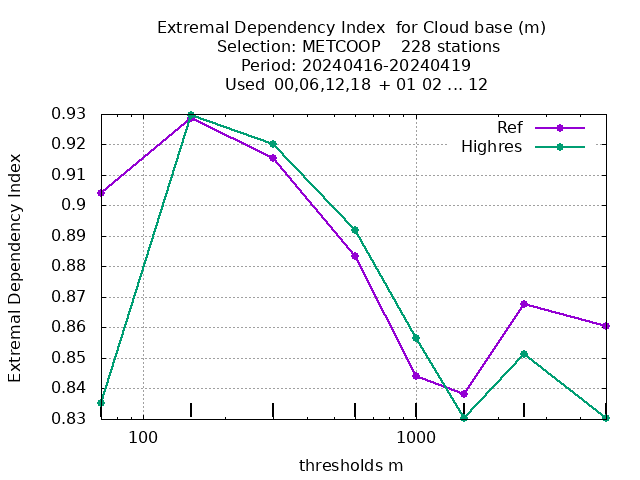 Extremal Dependency Index  for Cloud base (m)
Selection: METCOOP    228 stations
Period: 20240416-20240419
Used  00,06,12,18  + 01 02 ... 12
Extremal Dependency Index
0.93
0.92
0.91
0.9
0.89
0.88
0.87
0.86
0.85
0.84
0.83
Ref
Highres
100
1000
thresholds m